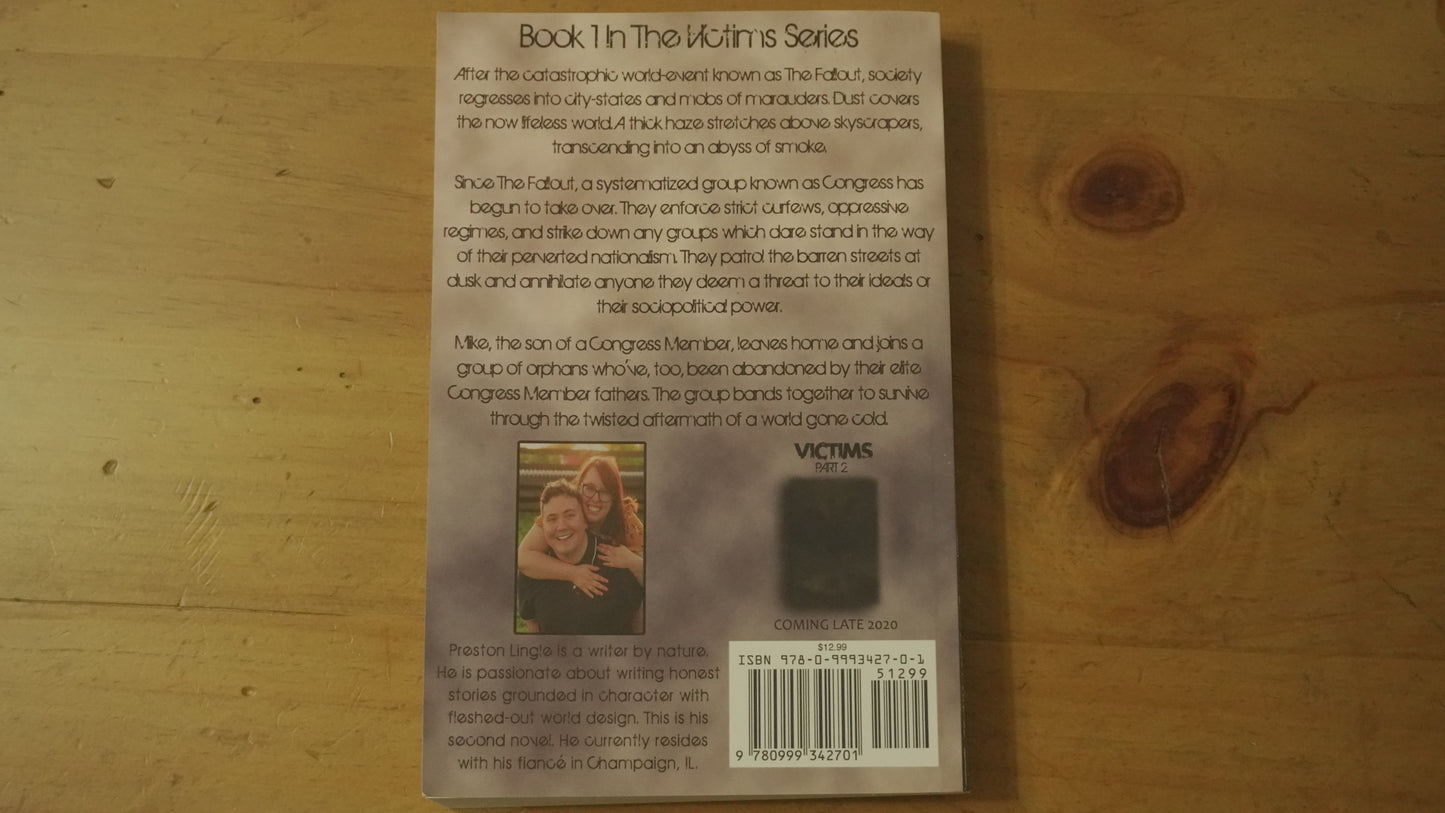 Book 1 In The Victims Series
After the catastrophic world-event known as The Fallout, society
regresses into city-states and mobs of marauders. Dust covers
the now lifeless world. A thick haze stretches above skyscrapers,
transcending into an abyss of smoke.
Since The Fallout, a systematized group known as Congress has
begun to take over. They enforce strict curfews, oppressive
regimes, and strike down any groups which dare stand in the way
of their perverted nationalism. They patrol the barren streets at
dusk and annihilate anyone they deem a threat to their ideals or
their sociopolitical power.
Mike, the son of a Congress Member, leaves home and joins a
group of orphans who've, too, been abandoned by their elite
Congress Member fathers. The group bands together to survive
through the twisted aftermath of a world gone cold.
VICTIMS
PART 2
COMING LATE 2020
Preston Lingle is a writer by nature.
He is passionate about writing honest
stories grounded in character with
fleshed-out world design. This is his
second novel. He currently resides
with his fiancé in Champaign, IL.
$12.99
ISBN 978-0-9993427-0-1
51299
9 780999 342701